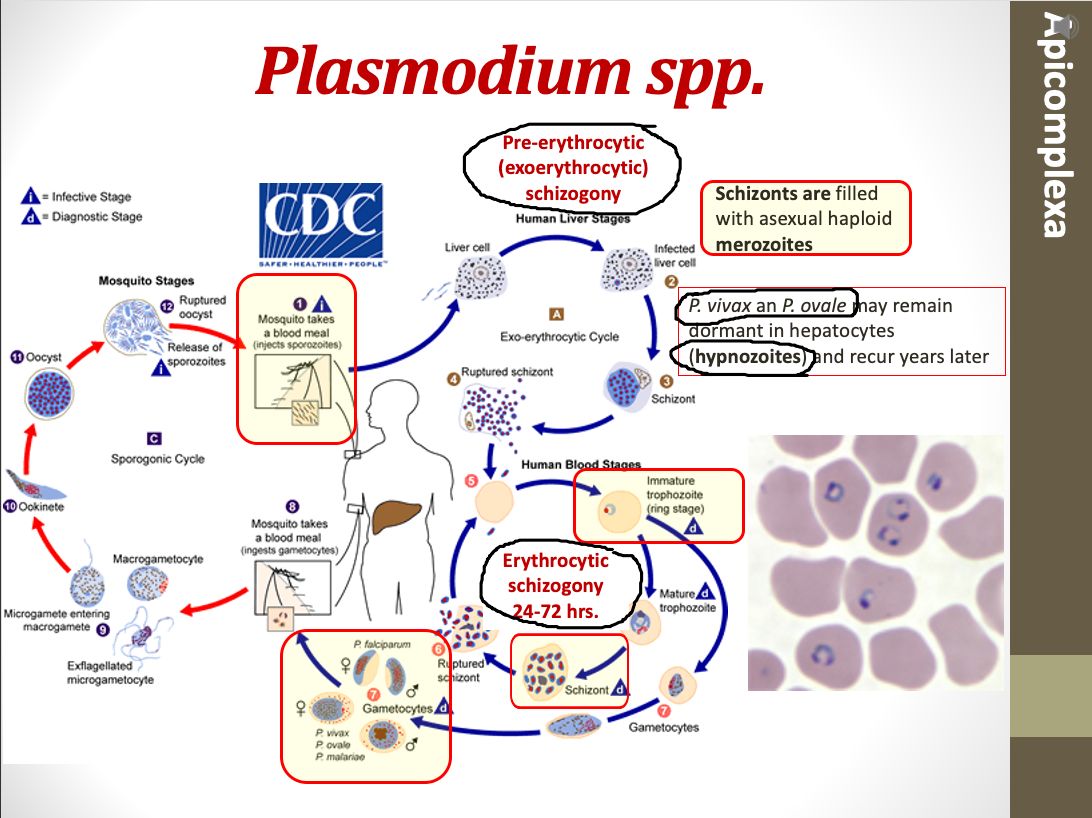 Plasmodium spp.
Apicomplexa
Pre-erythrocytic
(exoerythrocytic)
schizogony
Human Liver Stages
Schizonts are filled
with asexual haploid
merozoites
i = Infective Stage
d = Diagnostic Stage
CDC
SAFER•HEALTHIER•PEOPLE™
Liver cell
Infected
liver cell
2
P. vivax an P. ovale may remain
dormant in hepatocytes
(hypnozoites) and recur years later
Mosquito Stages
12 Ruptured
oocyst
1 i
Mosquito takes
a blood meal
(injects sporozoites)
A
Exo-erythrocytic Cycle
Release of
sporozoites
i
11 Oocyst
4 Ruptured schizont
3
Schizont
C
Sporogonic Cycle
Human Blood Stages
5
Immature
trophozoite
(ring stage)
d
10 Ookinete
8
Mosquito takes
a blood meal
(ingests gametocytes)
Macrogametocyte
Erythrocytic
schizogony
24-72 hrs.
Mature d
trophozoite
Microgamete entering
macrogamete 9
Exflagellated
microgametocyte
6
Ruptured
schizont
Schizont d
P. falciparum
♀
7
♂
Gametocytes d
♀
♂
P. vivax
P. ovale
P. malariae
7
Gametocytes